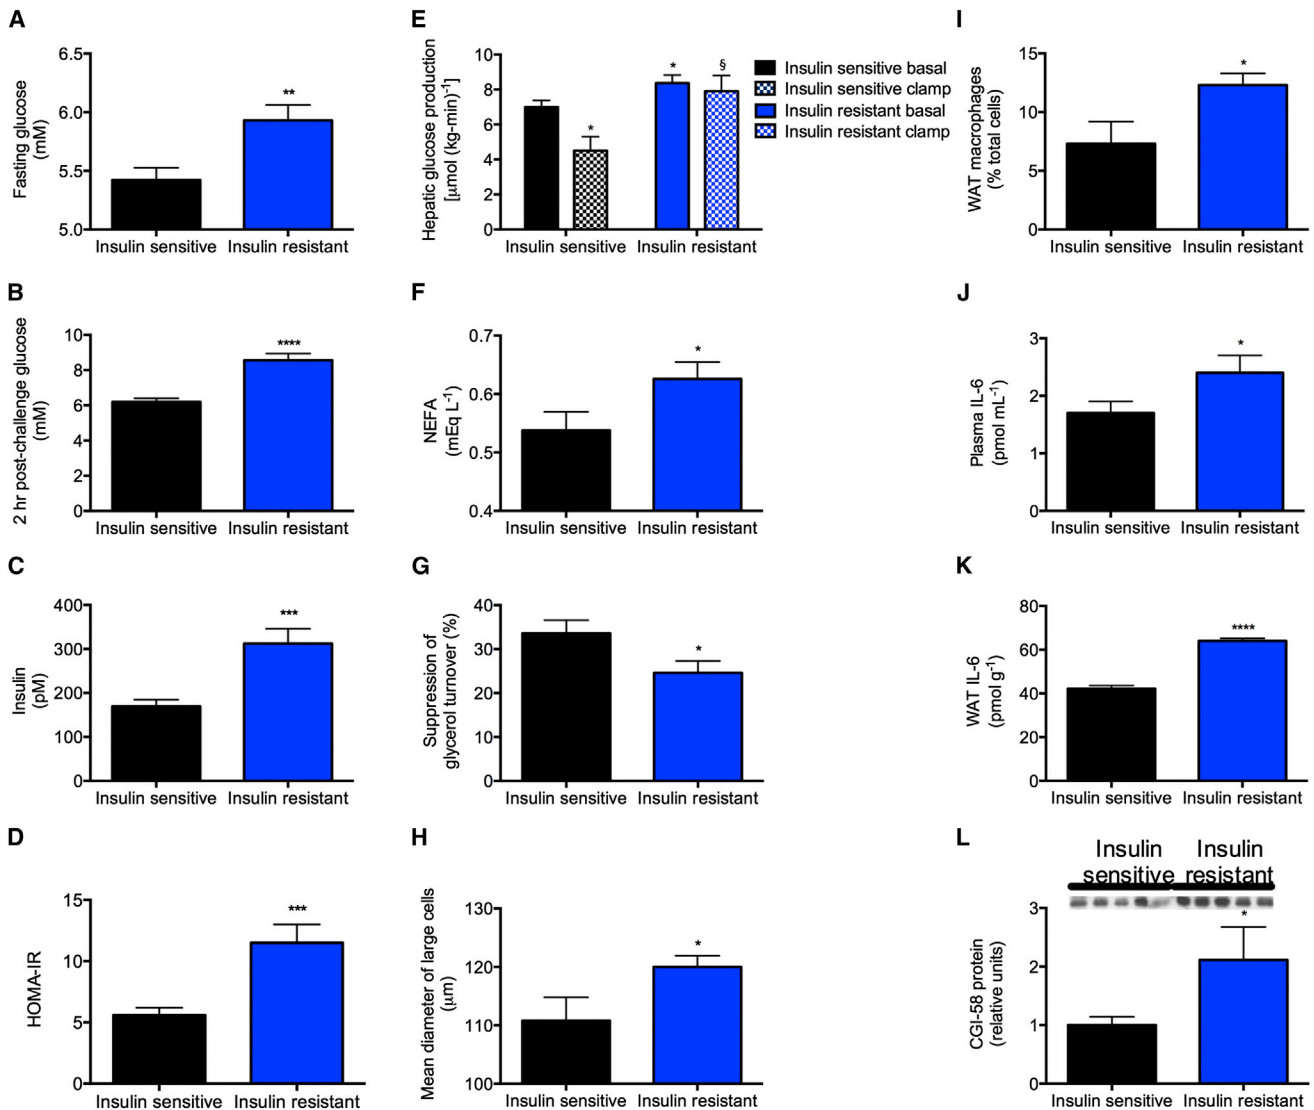 A
Fasting glucose
(mM)
6.5
6.0
5.5
5.0
**
Insulin sensitive
Insulin resistant
B
2 hr post-challenge glucose
(mM)
10
8
6
4
2
0
****
Insulin sensitive
Insulin resistant
C
Insulin
(pM)
400
300
200
100
0
***
Insulin sensitive
Insulin resistant
D
HOMA-IR
15
10
5
0
***
Insulin sensitive
Insulin resistant
E
Hepatic glucose production
[μmol (kg-min)-1]
10
8
6
4
2
0
*
*
§
Insulin sensitive
Insulin resistant
Insulin sensitive basal
Insulin sensitive clamp
Insulin resistant basal
Insulin resistant clamp
F
NEFA
(mEq L-1)
0.7
0.6
0.5
0.4
*
Insulin sensitive
Insulin resistant
G
Suppression of
glycerol turnover (%)
40
30
20
10
0
*
Insulin sensitive
Insulin resistant
H
Mean diameter of large cells
(μm)
130
120
110
100
*
Insulin sensitive
Insulin resistant
I
WAT macrophages
(% total cells)
15
10
5
0
*
Insulin sensitive
Insulin resistant
J
Plasma IL-6
(pmol mL-1)
3
2
1
0
*
Insulin sensitive
Insulin resistant
K
WAT IL-6
(pmol g-1)
80
60
40
20
0
****
Insulin sensitive
Insulin resistant
L
Insulin
sensitive
Insulin
resistant
CGI-58 protein
(relative units)
3
2
1
0
*
Insulin sensitive
Insulin resistant